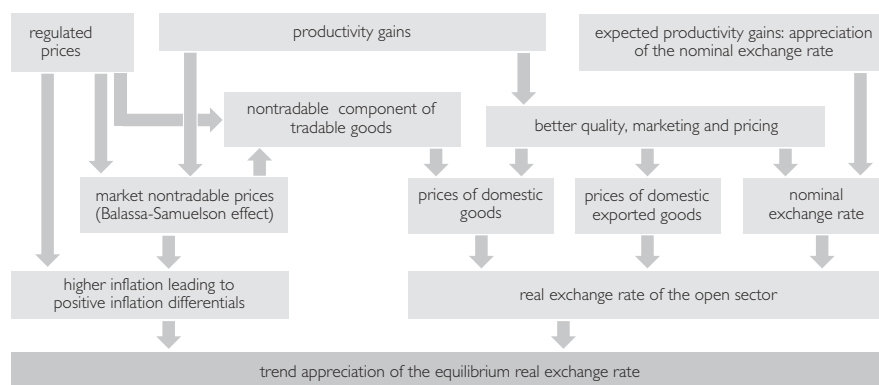 regulated
prices
productivity gains
expected productivity gains: appreciation
of the nominal exchange rate
nontradable component of
tradable goods
better quality, marketing and pricing
market nontradable prices
(Balassa-Samuelson effect)
prices of domestic
goods
prices of domestic
exported goods
nominal
exchange rate
higher inflation leading to
positive inflation differentials
real exchange rate of the open sector
trend appreciation of the equilibrium real exchange rate